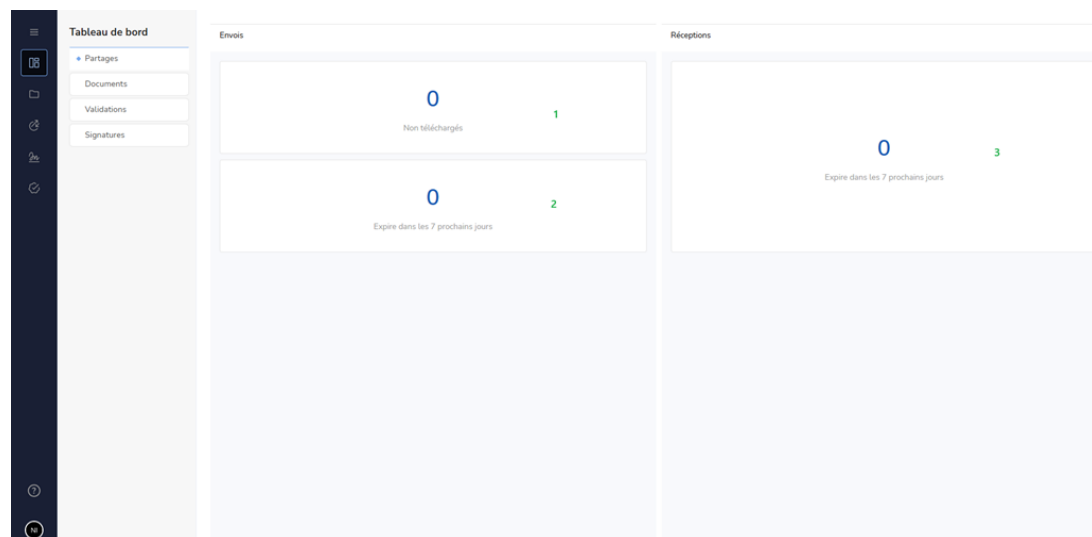 Tableau de bord
Partages
Documents
Validations
Signatures
Envois
0
Non téléchargés
1
0
Expire dans les 7 prochains jours
2
Réceptions
0
Expire dans les 7 prochains jours
3
?
NI